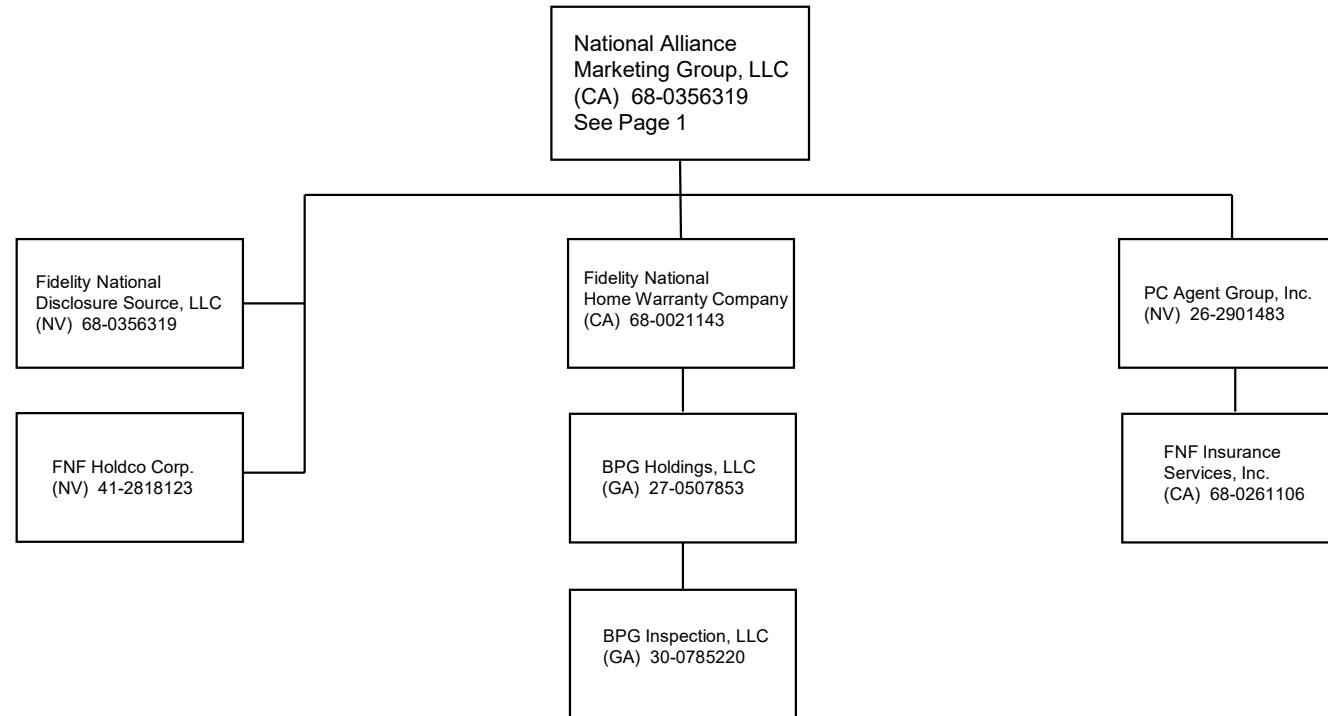 National Alliance
Marketing Group, LLC
(CA) 68-0356319
See Page 1
Fidelity National
Disclosure Source, LLC
(NV) 68-0356319
Fidelity National
Home Warranty Company
(CA) 68-0021143
PC Agent Group, Inc.
(NV) 26-2901483
FNF Holdco Corp.
(NV) 41-2818123
BPG Holdings, LLC
(GA) 27-0507853
FNF Insurance
Services, Inc.
(CA) 68-0261106
BPG Inspection, LLC
(GA) 30-0785220